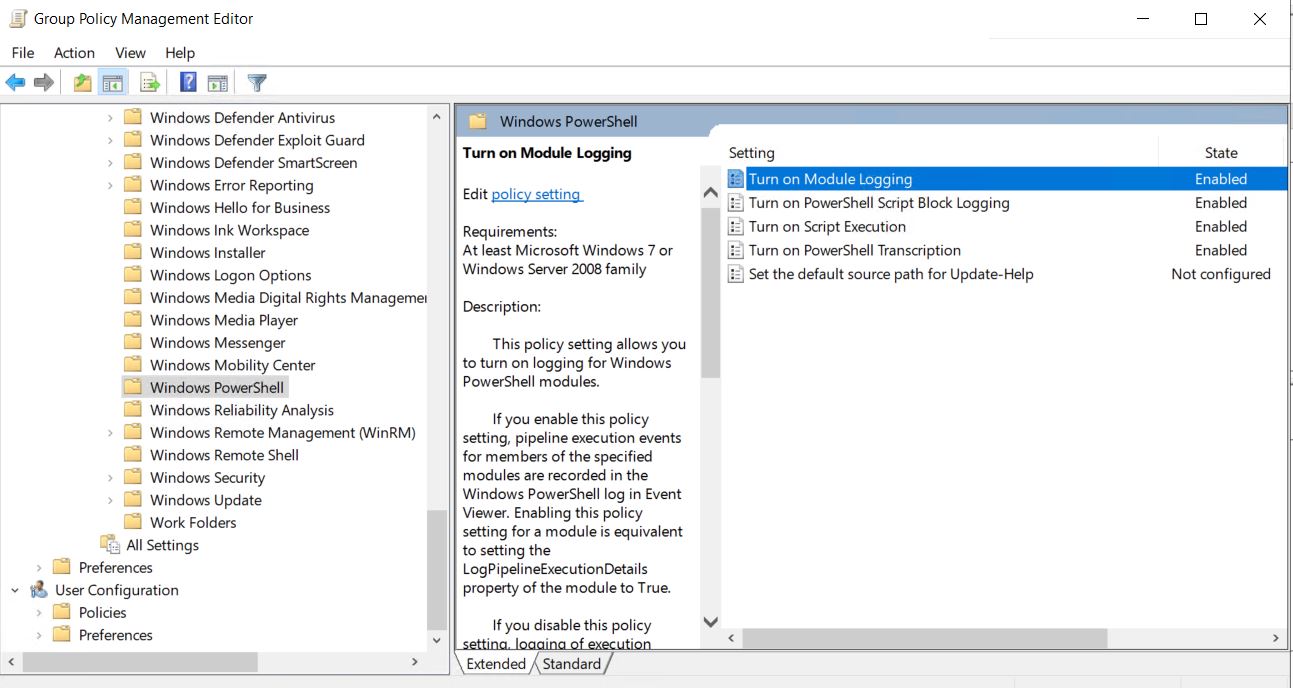 Group Policy Management Editor
File Action View Help
Windows Defender Antivirus
Windows Defender Exploit Guard
Windows Defender SmartScreen
Windows Error Reporting
Windows Hello for Business
Windows Ink Workspace
Windows Installer
Windows Logon Options
Windows Media Digital Rights Managemen
Windows Media Player
Windows Messenger
Windows Mobility Center
Windows PowerShell
Windows Reliability Analysis
Windows Remote Management (WinRM)
Windows Remote Shell
Windows Security
Windows Update
Work Folders
All Settings
Preferences
User Configuration
Policies
Preferences
Windows PowerShell
Turn on Module Logging
Edit policy setting
Requirements:
At least Microsoft Windows 7 or
Windows Server 2008 family
Description:
This policy setting allows you
to turn on logging for Windows
PowerShell modules.
If you enable this policy
setting, pipeline execution events
for members of the specified
modules are recorded in the
Windows PowerShell log in Event
Viewer. Enabling this policy
setting for a module is equivalent
to setting the
LogPipelineExecutionDetails
property of the module to True.
If you disable this policy
setting, logging of execution
Setting State
Turn on Module Logging Enabled
Turn on PowerShell Script Block Logging Enabled
Turn on Script Execution Enabled
Turn on PowerShell Transcription Enabled
Set the default source path for Update-Help Not configured
Extended Standard